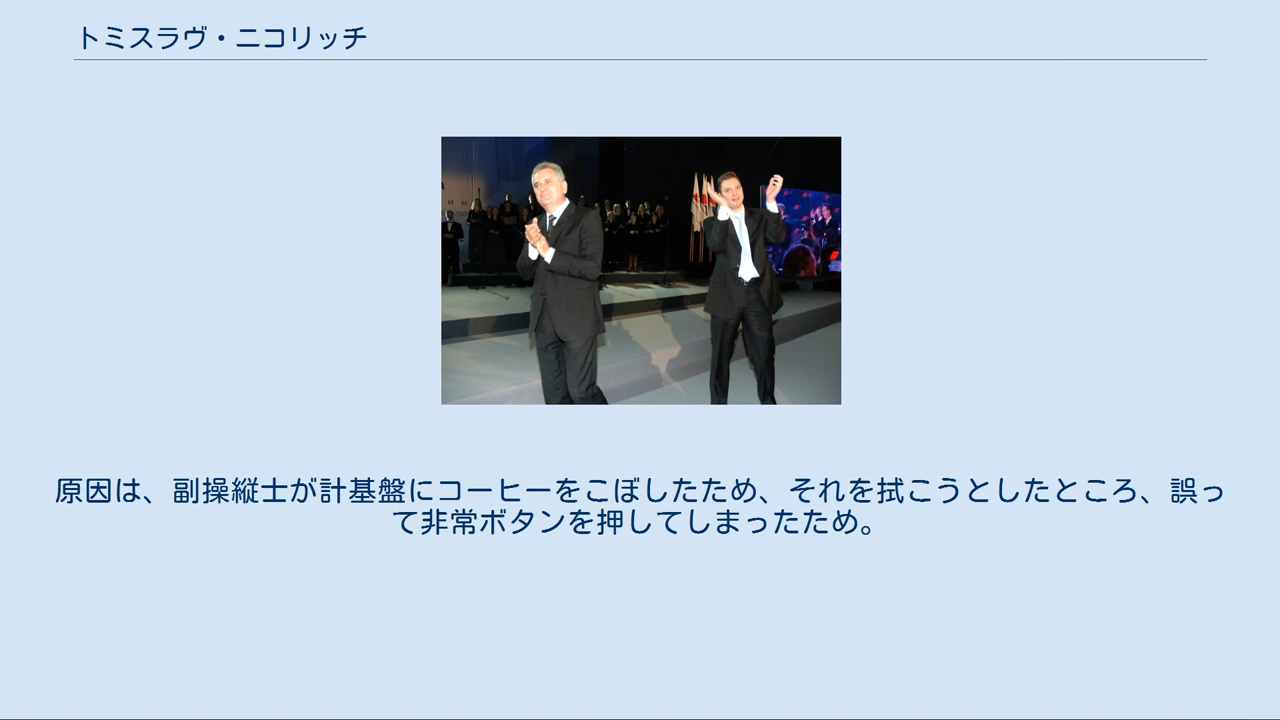 トミスラヴ・ニコリッチ
原因は、副操縦士が計基盤にコーヒーをこぼしたため、それを拭こうとしたところ、誤っ
て非常ボタンを押してしまったため。